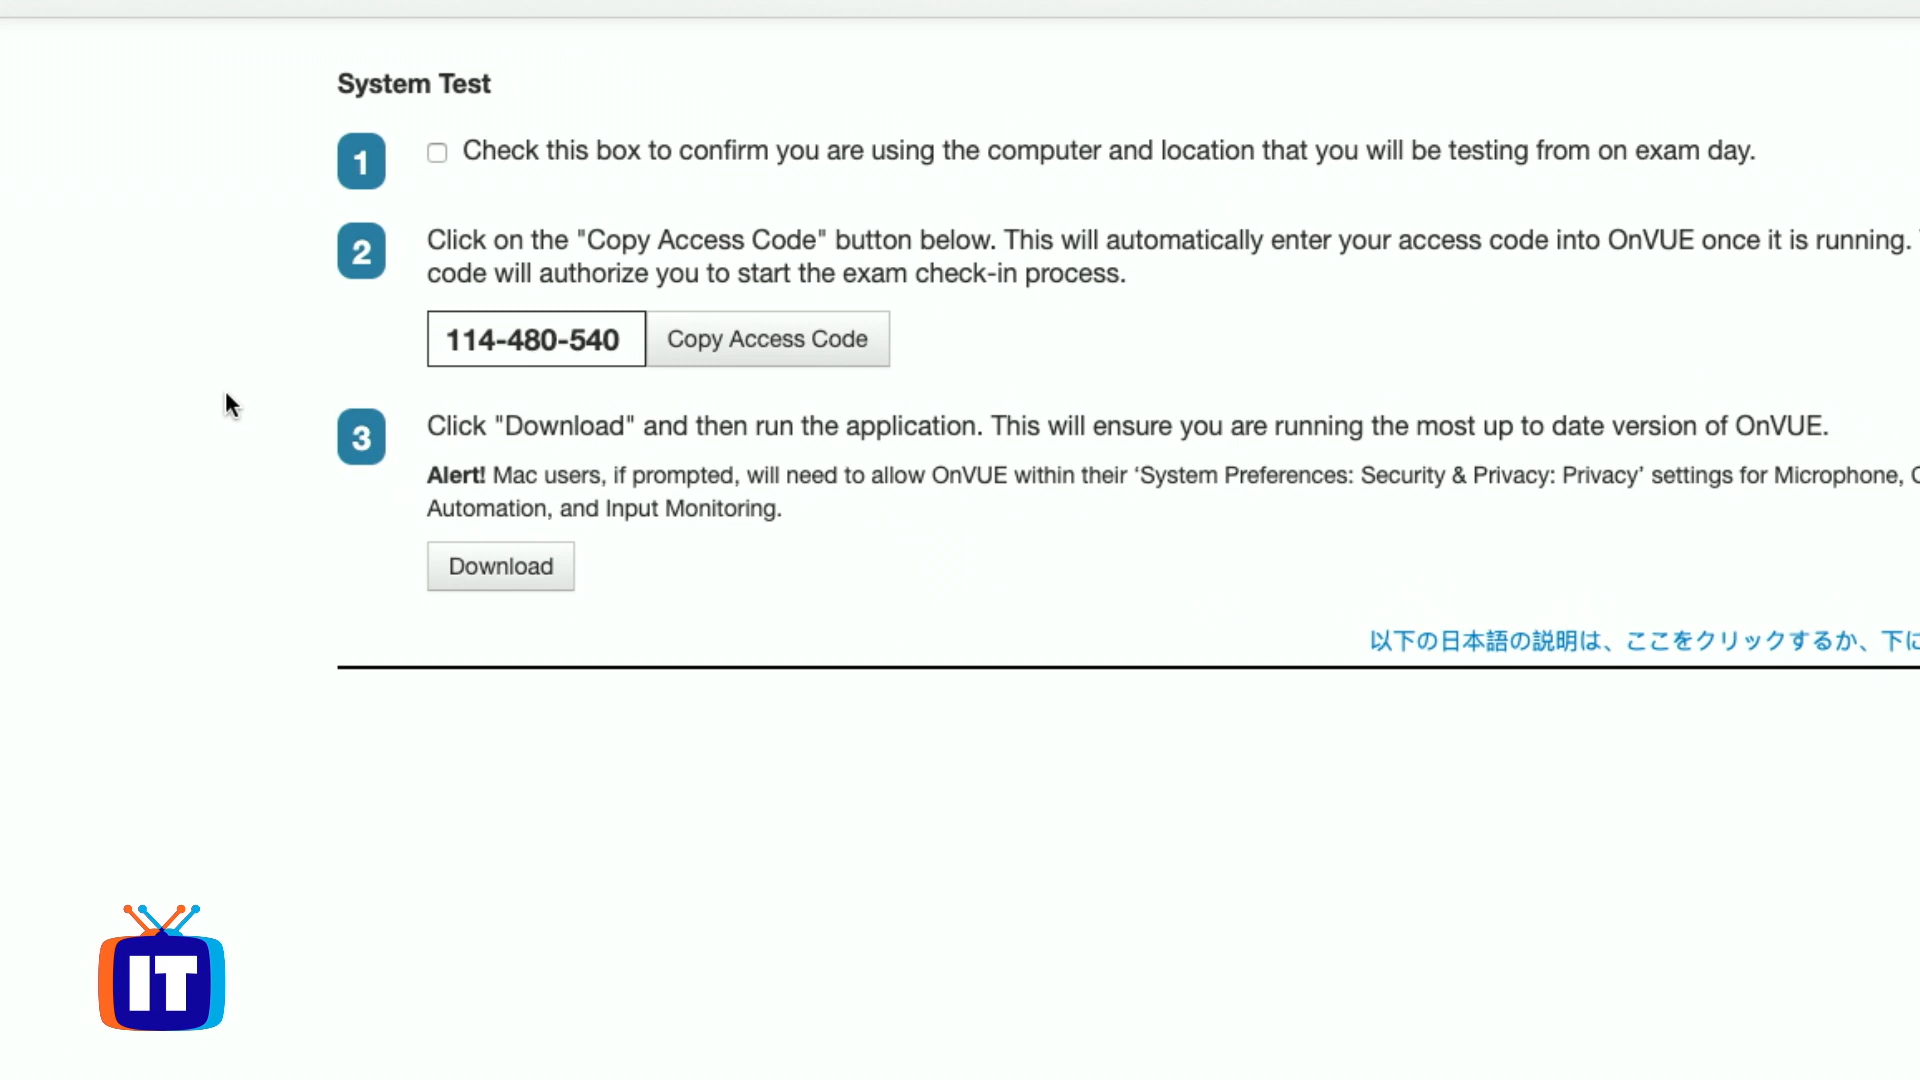 System Test
1
Check this box to confirm you are using the computer and location that you will be testing from on exam day.
2
Click on the "Copy Access Code" button below. This will automatically enter your access code into OnVUE once it is running.
code will authorize you to start the exam check-in process.
114-480-540 Copy Access Code
3
Click "Download" and then run the application. This will ensure you are running the most up to date version of OnVUE.
Alert! Mac users, if prompted, will need to allow OnVUE within their ‘System Preferences: Security & Privacy: Privacy’ settings for Microphone,
Automation, and Input Monitoring.
Download
以下の日本語の説明は、ここをクリックするか、下に
IT